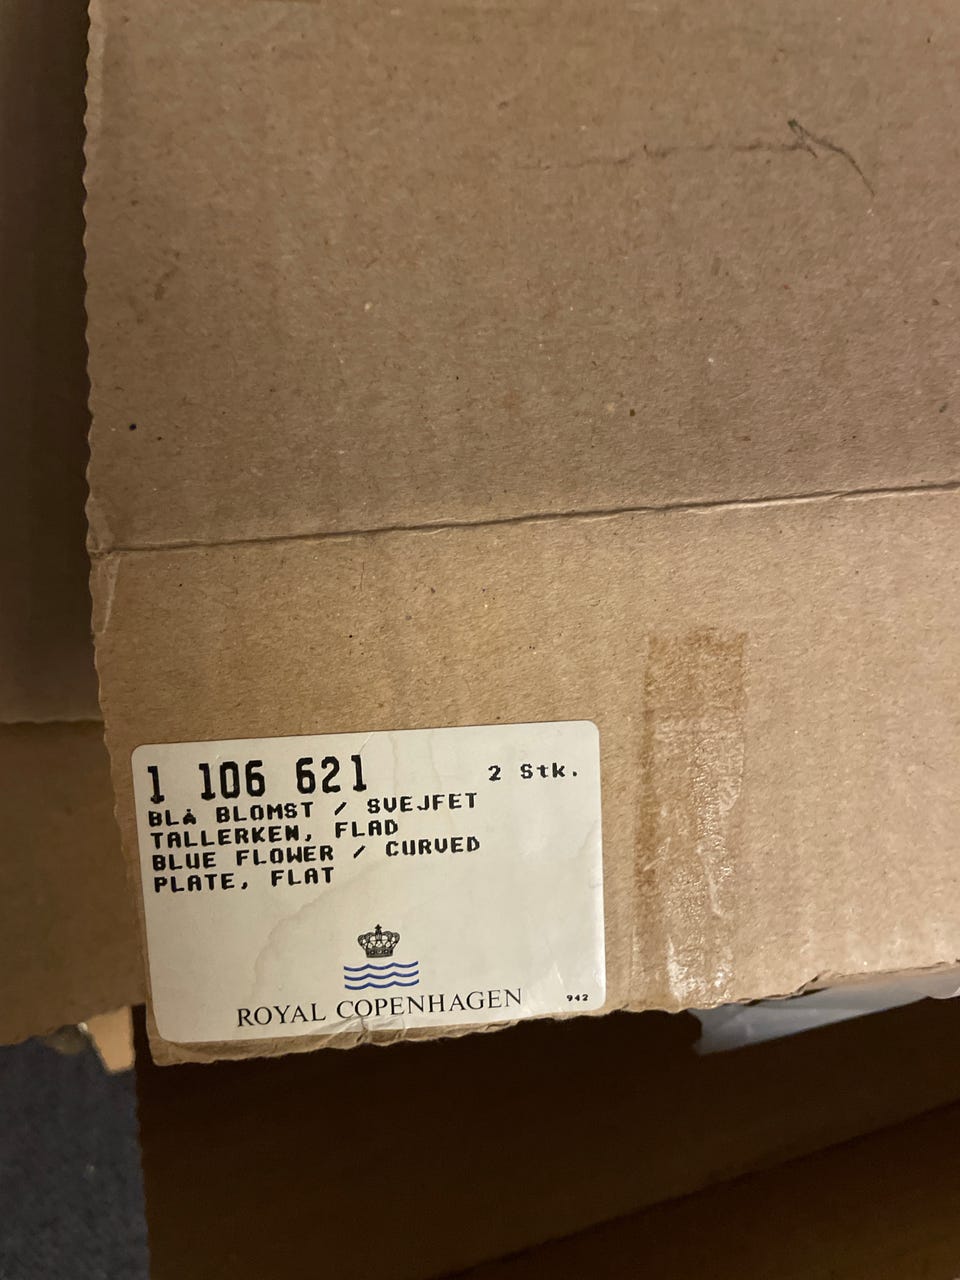 1 106 621 2 Stk.
BLÅ BLOMST / SVEJFET
TALLERKEN, FLAD
BLUE FLOWER / CURVED
PLATE, FLAT
ROYAL COPENHAGEN 942